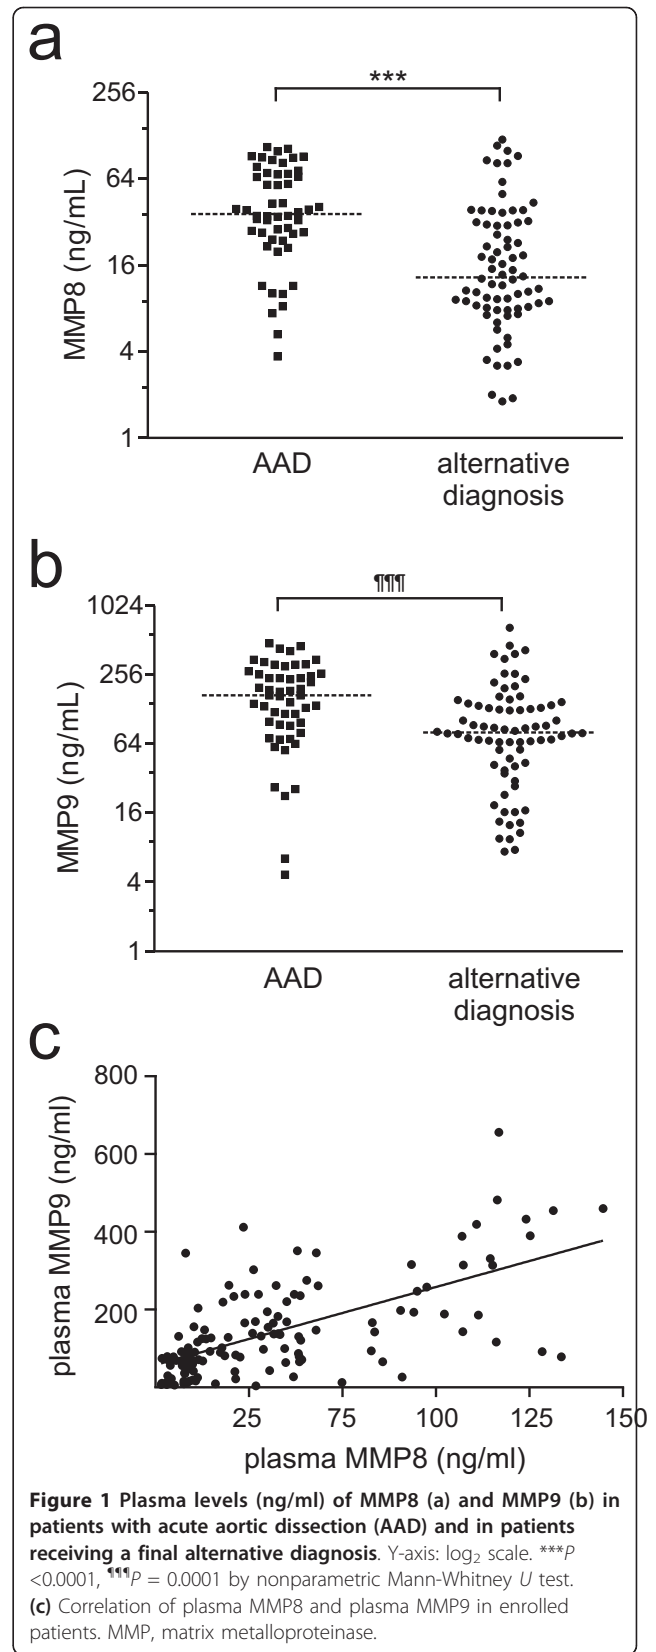 a
***
256
64
16
4
1
MMP8 (ng/mL)
AAD
alternative
diagnosis
b
¶¶¶
1024
256
64
16
4
1
MMP9 (ng/mL)
AAD
alternative
diagnosis
c
800
600
400
200
plasma MMP9 (ng/ml)
25 75 100 125 150
plasma MMP8 (ng/ml)
Figure 1 Plasma levels (ng/ml) of MMP8 (a) and MMP9 (b) in
patients with acute aortic dissection (AAD) and in patients
receiving a final alternative diagnosis. Y-axis: log₂ scale. ***P
<0.0001, ¶¶¶P = 0.0001 by nonparametric Mann-Whitney U test.
(c) Correlation of plasma MMP8 and plasma MMP9 in enrolled
patients. MMP, matrix metalloproteinase.